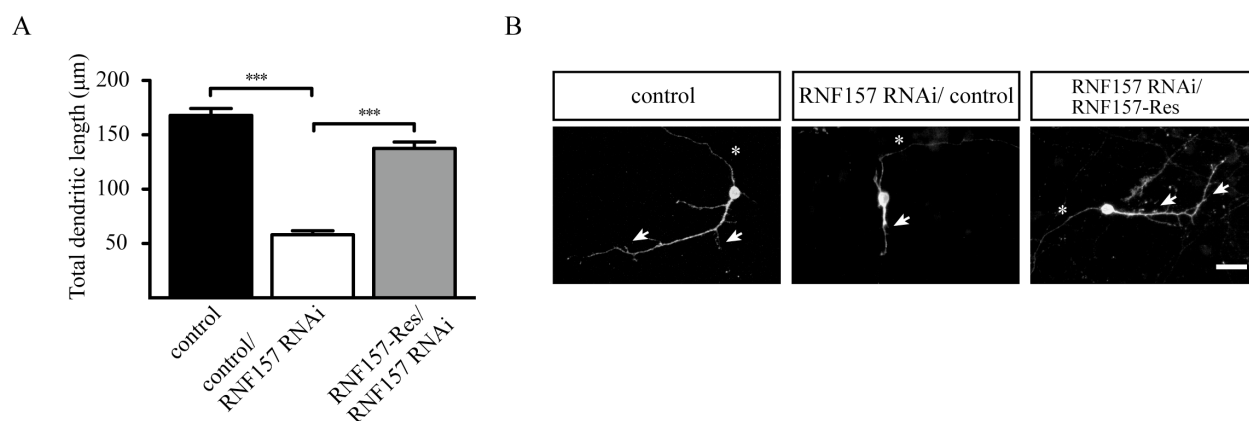 A
Total dendritic length (µm)
200
150
100
50
***
***
control
control/
RNF157 RNAi
RNF157-Res/
RNF157 RNAi
B
control
RNF157 RNAi/ control
RNF157 RNAi/
RNF157-Res
*
*
*